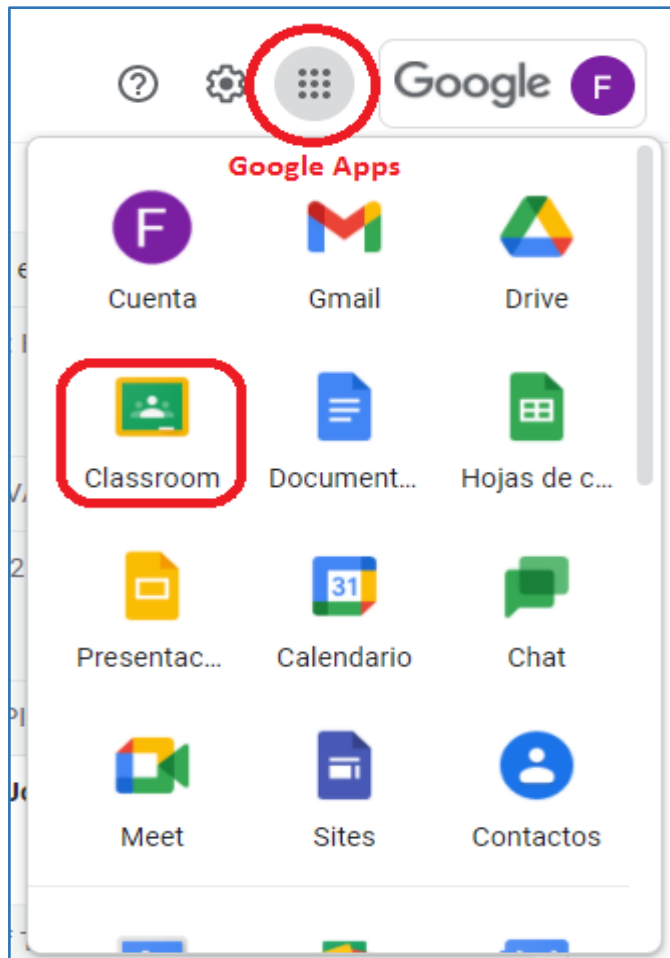 Google F
Google Apps
F
Cuenta Gmail Drive
Classroom Document... Hojas de c...
31
Presentac... Calendario Chat
Meet Sites Contactos